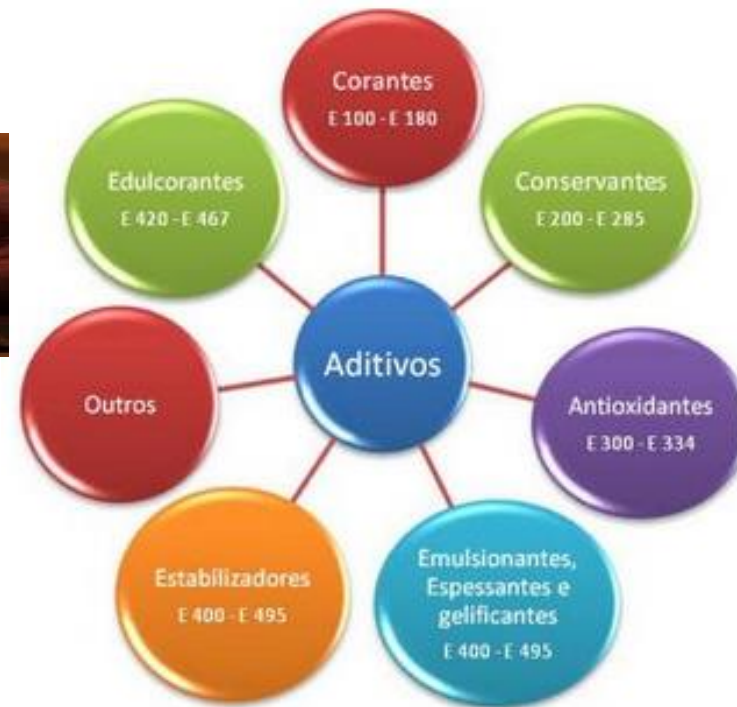 Corantes
E 100 - E 180
Edulcorantes
E 420 - E 467
Conservantes
E 200 - E 285
Aditivos
Outros
Antioxidantes
E 300 - E 334
Estabilizadores
E 400 - E 495
Emulsionantes,
Espessantes e
gelificantes
E 400 - E 495